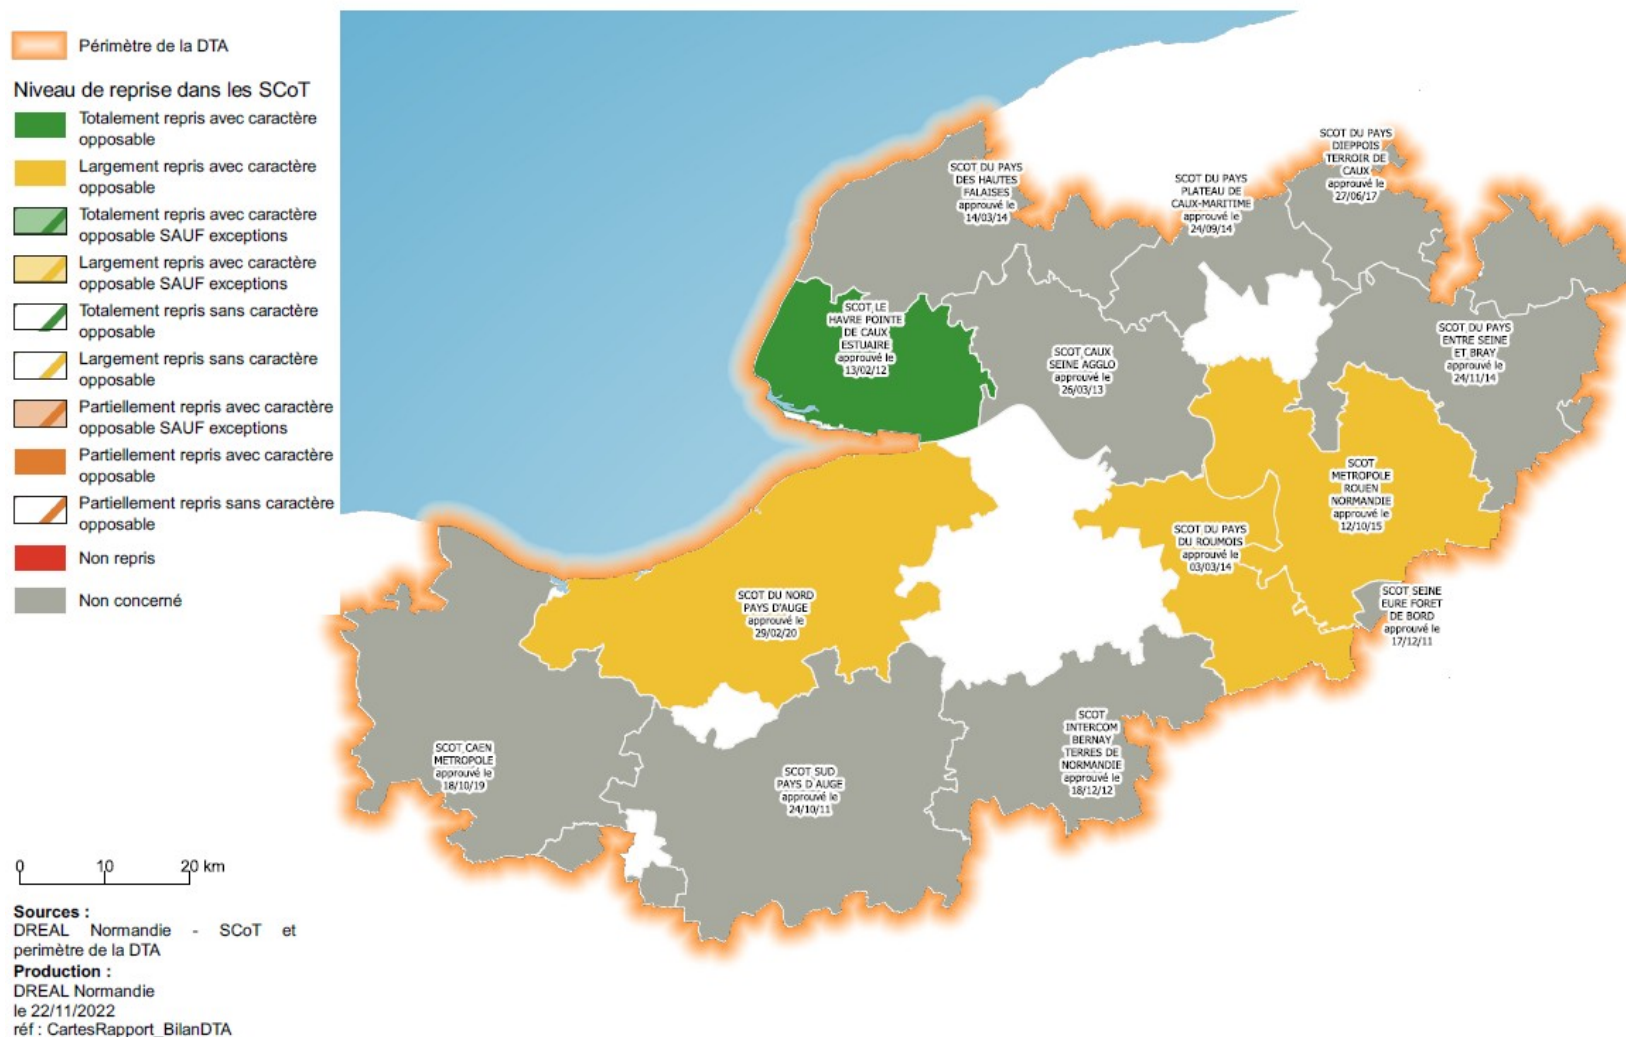 Périmètre de la DTA
Niveau de reprise dans les SCoT
Totalement repris avec caractère
opposable
Largement repris avec caractère
opposable
Totalement repris avec caractère
opposable SAUF exceptions
Largement repris avec caractère
opposable SAUF exceptions
Totalement repris sans caractère
opposable
Largement repris sans caractère
opposable
Partiellement repris avec caractère
opposable SAUF exceptions
Partiellement repris avec caractère
opposable
Partiellement repris sans caractère
opposable
Non repris
Non concerné
0 10 20 km
Sources :
DREAL Normandie - SCoT et
perimètre de la DTA
Production :
DREAL Normandie
le 22/11/2022
réf : CartesRapport_BilanDTA
SCOT DU PAYS
DES HAUTES
FALAISES
approuvé le
14/03/14
SCOT DU PAYS
PLATEAU DE
CAUX-MARITIME
approuvé le
24/09/14
SCOT DU PAYS
DIEPPOIS
TERROIR DE
CAUX
approuvé le
27/06/17
SCOT LE
HAVRE POINTE
DE CAUX
ESTUAIRE
approuvé le
13/02/12
SCOT CAUX
SEINE AGGLO
approuvé le
26/03/13
SCOT DU PAYS
ENTRE SEINE
ET BRAY
approuvé le
24/11/14
SCOT
METROPOLE
ROUEN
NORMANDIE
approuvé le
12/10/15
SCOT DU PAYS
DU ROUMOIS
approuvé le
03/03/14
SCOT SEINE
EURE FORET
DE BORD
approuvé le
17/12/11
SCOT DU NORD
PAYS D'AUGE
approuvé le
29/02/20
SCOT CAEN
METROPOLE
approuvé le
18/10/19
SCOT SUD
PAYS D'AUGE
approuvé le
24/10/11
SCOT
INTERCOM
BERNAY
TERRES DE
NORMANDIE
approuvé le
18/12/12